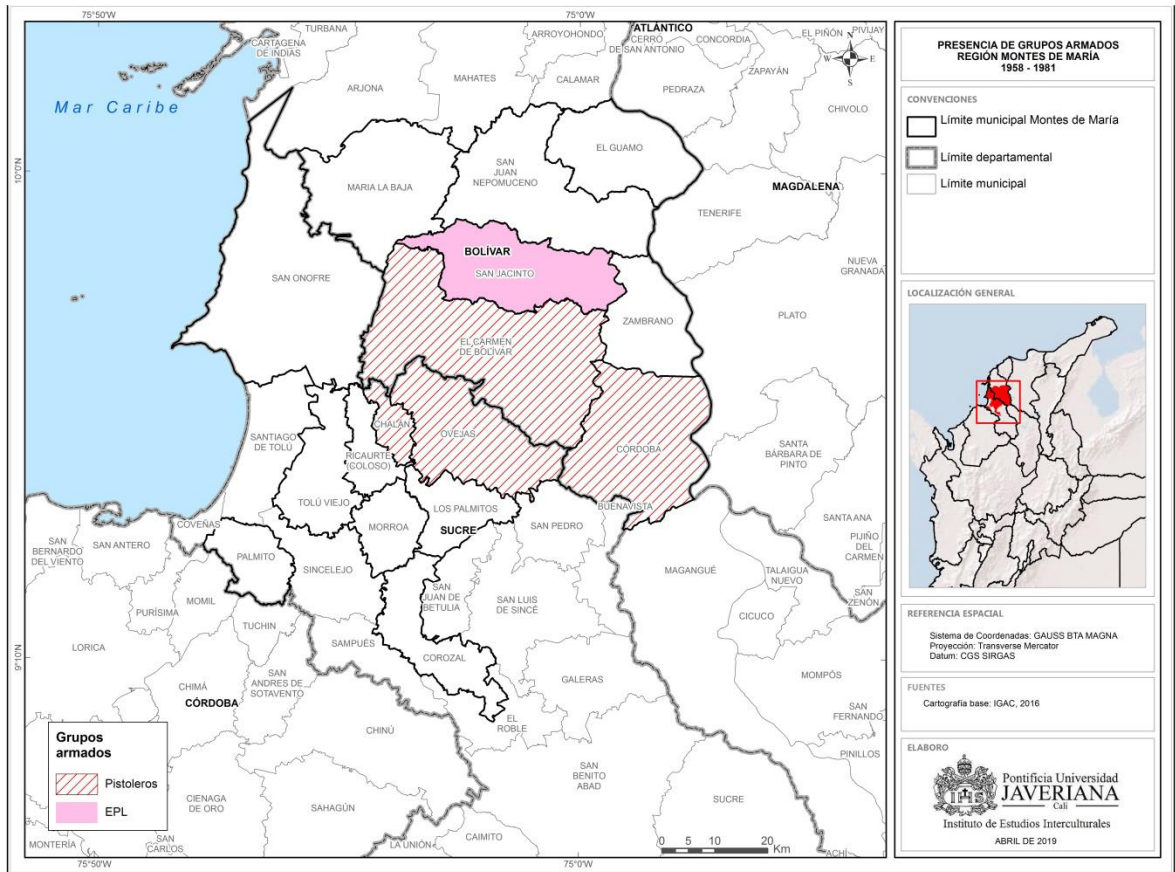 75°50'W
75°0'W
TURBANA
ATLÁNTICO
ARROYOHONDO
CERRO
DE SAN ANTONIO
CONCORDIA
EL PIÑÓN
PIVIJAY
CARTAGENA
DE INDIAS
MAHATES
CALAMAR
ZAPAYÁN
N
W
E
S
ARJONA
PEDRAZA
CHIVOLO
Mar Caribe
10°0'N
EL GUAMO
SAN
JUAN
NEPOMUCENO
MARIA LA BAJA
MAGDALENA
TENERIFE
BOLÍVAR
SAN JACINTO
NUEVA
GRANADA
SAN ONOFRE
ZAMBRANO
PLATO
EL CARMEN
DE BOLÍVAR
CHALÁN
OVEJAS
CÓRDOBA
SANTIAGO
DE TOLÚ
RICAURTE
(COLOSO)
SANTA
BÁRBARA DE
PINTO
TOLÚ VIEJO
LOS PALMITOS
BUENAVISTA
COVEÑAS
MORROA
SUCRE
SAN PEDRO
SANTA ANA
SAN
BERNARDO
DEL VIENTO
SAN ANTERO
PALMITO
SINCELEJO
PIJIÑO
DEL
CARMEN
MAGANGUÉ
TALAIGUA
NUEVO
SAN
ZENÓN
SAN
JUAN DE
BETULIA
SAN LUIS
DE SINCÉ
MOMIL
PURÍSIMA
TUCHIN
CICUCO
LORICA
SAMPUÉS
9°10'N
COROZAL
SAN
ANDRES DE
SOTAVENTO
GALERAS
MOMPÓS
CHIMÁ
CÓRDOBA
SAN
FERNANDO
EL
ROBLE
CHINÚ
PINILLOS
SAN
BENITO
ABAD
CIENAGA
DE ORO
SAHAGÚN
SUCRE
CAIMITO
SAN
CARLOS
MONTERÍA
LA UNIÓN
ACHÍ
Grupos
armados
Pistoleros
EPL
0 5 10 20
Km
75°50'W
75°0'W
PRESENCIA DE GRUPOS ARMADOS
REGIÓN MONTES DE MARÍA
1958 - 1981
CONVENCIONES
Límite municipal Montes de María
Límite departamental
Límite municipal
LOCALIZACIÓN GENERAL
REFERENCIA ESPACIAL
Sistema de Coordenadas: GAUSS BTA MAGNA
Proyección: Transverse Mercator
Datum: CGS SIRGAS
FUENTES
Cartografía base: IGAC, 2016
ELABORO
IHS
Pontificia Universidad
JAVERIANA
Cali
Instituto de Estudios Interculturales
ABRIL DE 2019